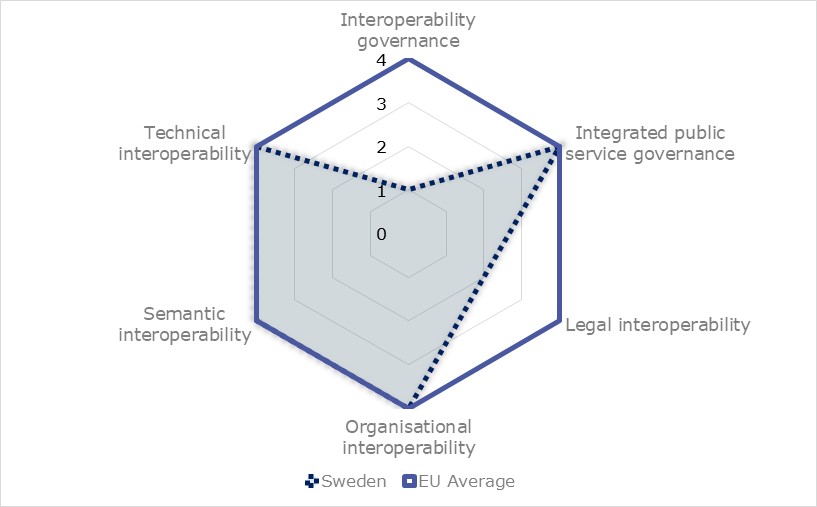 Interoperability
governance
4
3
2
1
0
Technical
interoperability
Integrated public
service governance
Semantic
interoperability
Legal interoperability
Organisational
interoperability
Sweden EU Average